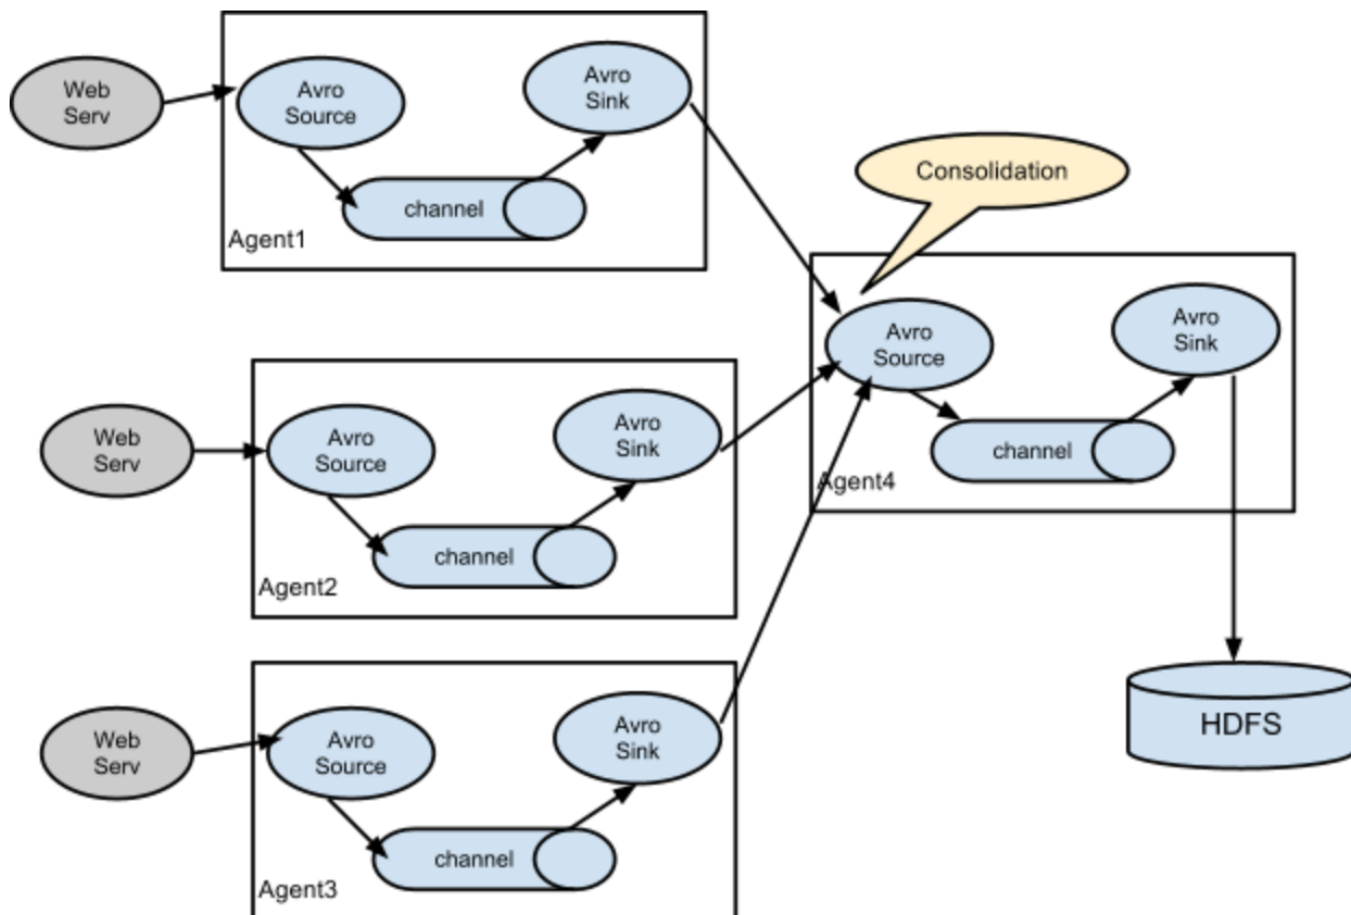 Web
Serv
Avro
Source
Avro
Sink
channel
Agent1
Consolidation
Web
Serv
Avro
Source
Avro
Sink
channel
Agent2
Avro
Source
Avro
Sink
channel
Agent4
Web
Serv
Avro
Source
Avro
Sink
channel
Agent3
HDFS